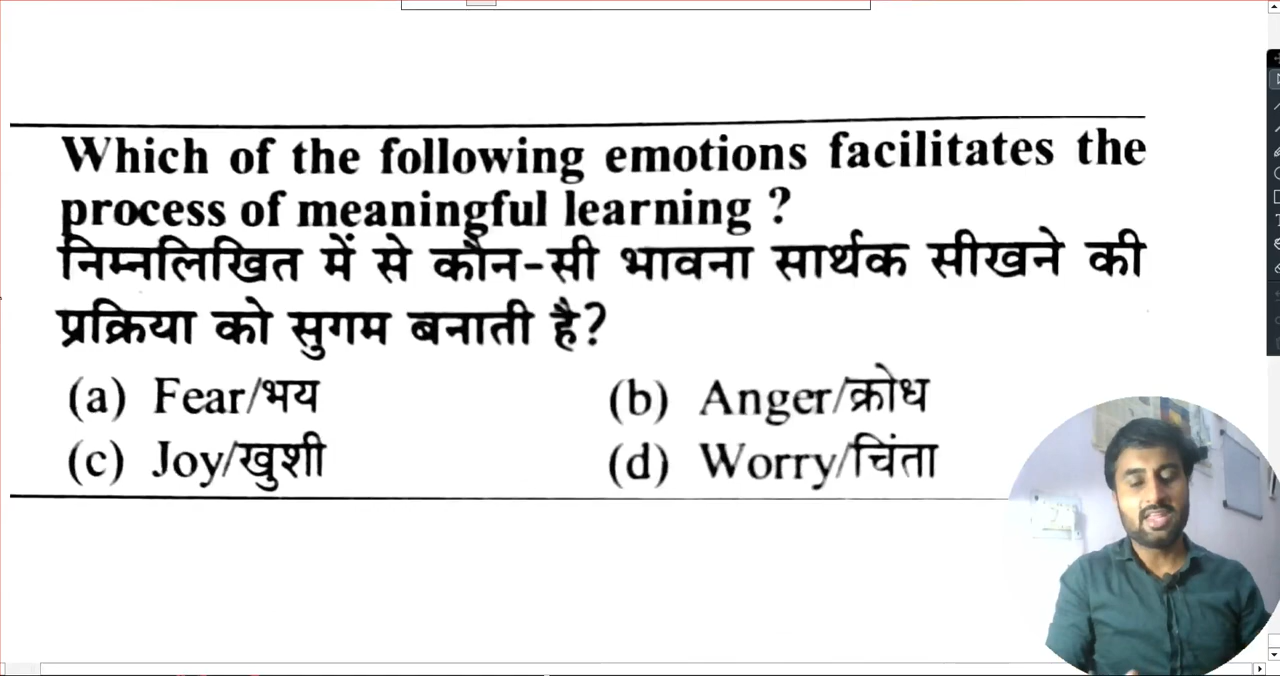 Which of the following emotions facilitates the
process of meaningful learning ?
निम्नलिखित में से कौन-सी भावना सार्थक सीखने की
प्रक्रिया को सुगम बनाती है?
(a) Fear/भय (b) Anger/क्रोध
(c) Joy/खुशी (d) Worry/चिंता